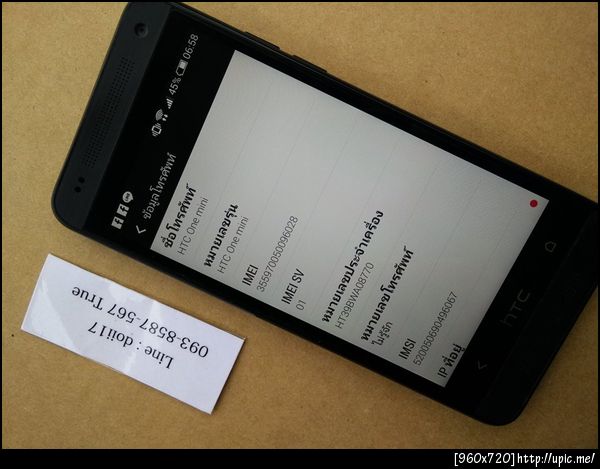 45% 06:58
ข้อมูลโทรศัพท์
ชื่อโทรศัพท์
HTC One mini
หมายเลขรุ่น
HTC One mini
IMEI
355970050096028
IMEI SV
01
หมายเลขประจำเครื่อง
HT39BWA08770
หมายเลขโทรศัพท์
ไม่รู้จัก
IMSI
520050690496067
IP ที่อยู่
HTC
Line : doii17
093-8587-567 True
[960x720]http://upic.me/